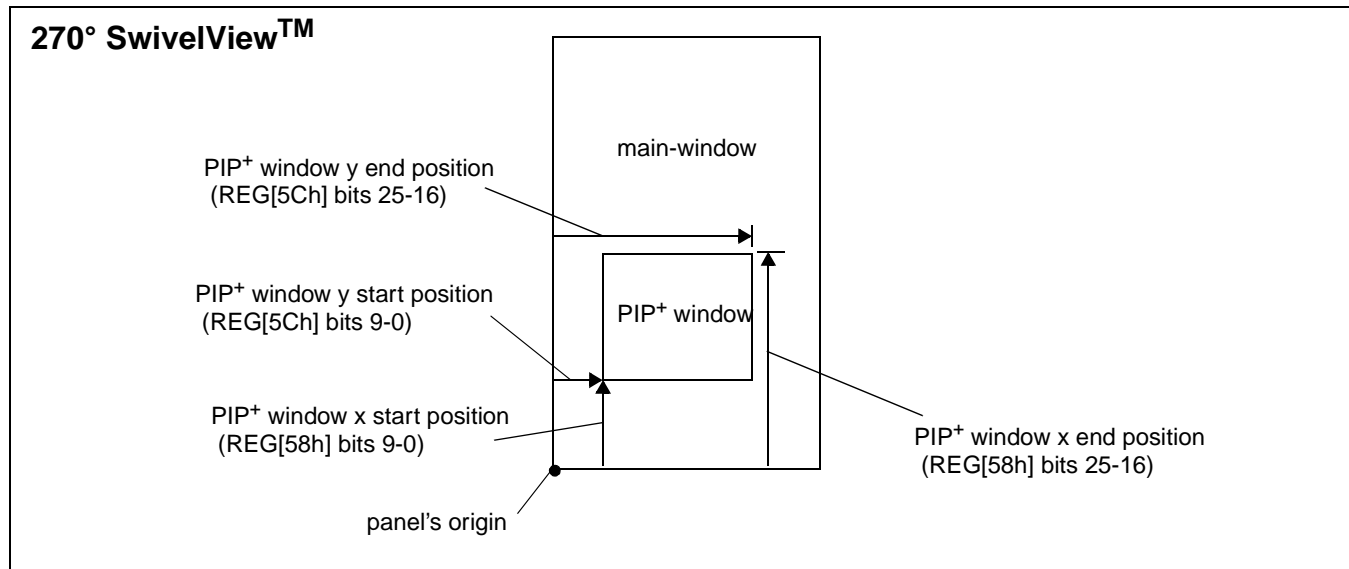 270° SwivelView™
main-window
PIP+ window y end position
(REG[5Ch] bits 25-16)
PIP+ window y start position
(REG[5Ch] bits 9-0)
PIP+ window
PIP+ window x start position
(REG[58h] bits 9-0)
PIP+ window x end position
(REG[58h] bits 25-16)
panel's origin